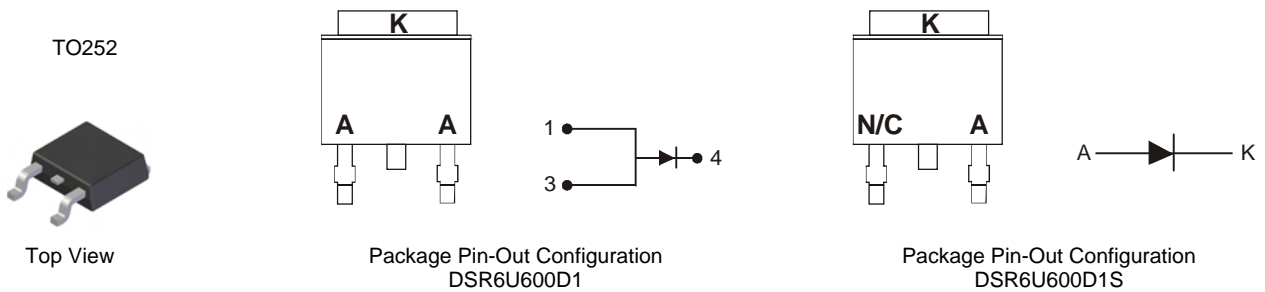 TO252
Top View
K
A A
1
3
4
Package Pin-Out Configuration
DSR6U600D1
K
N/C A
A K
Package Pin-Out Configuration
DSR6U600D1S